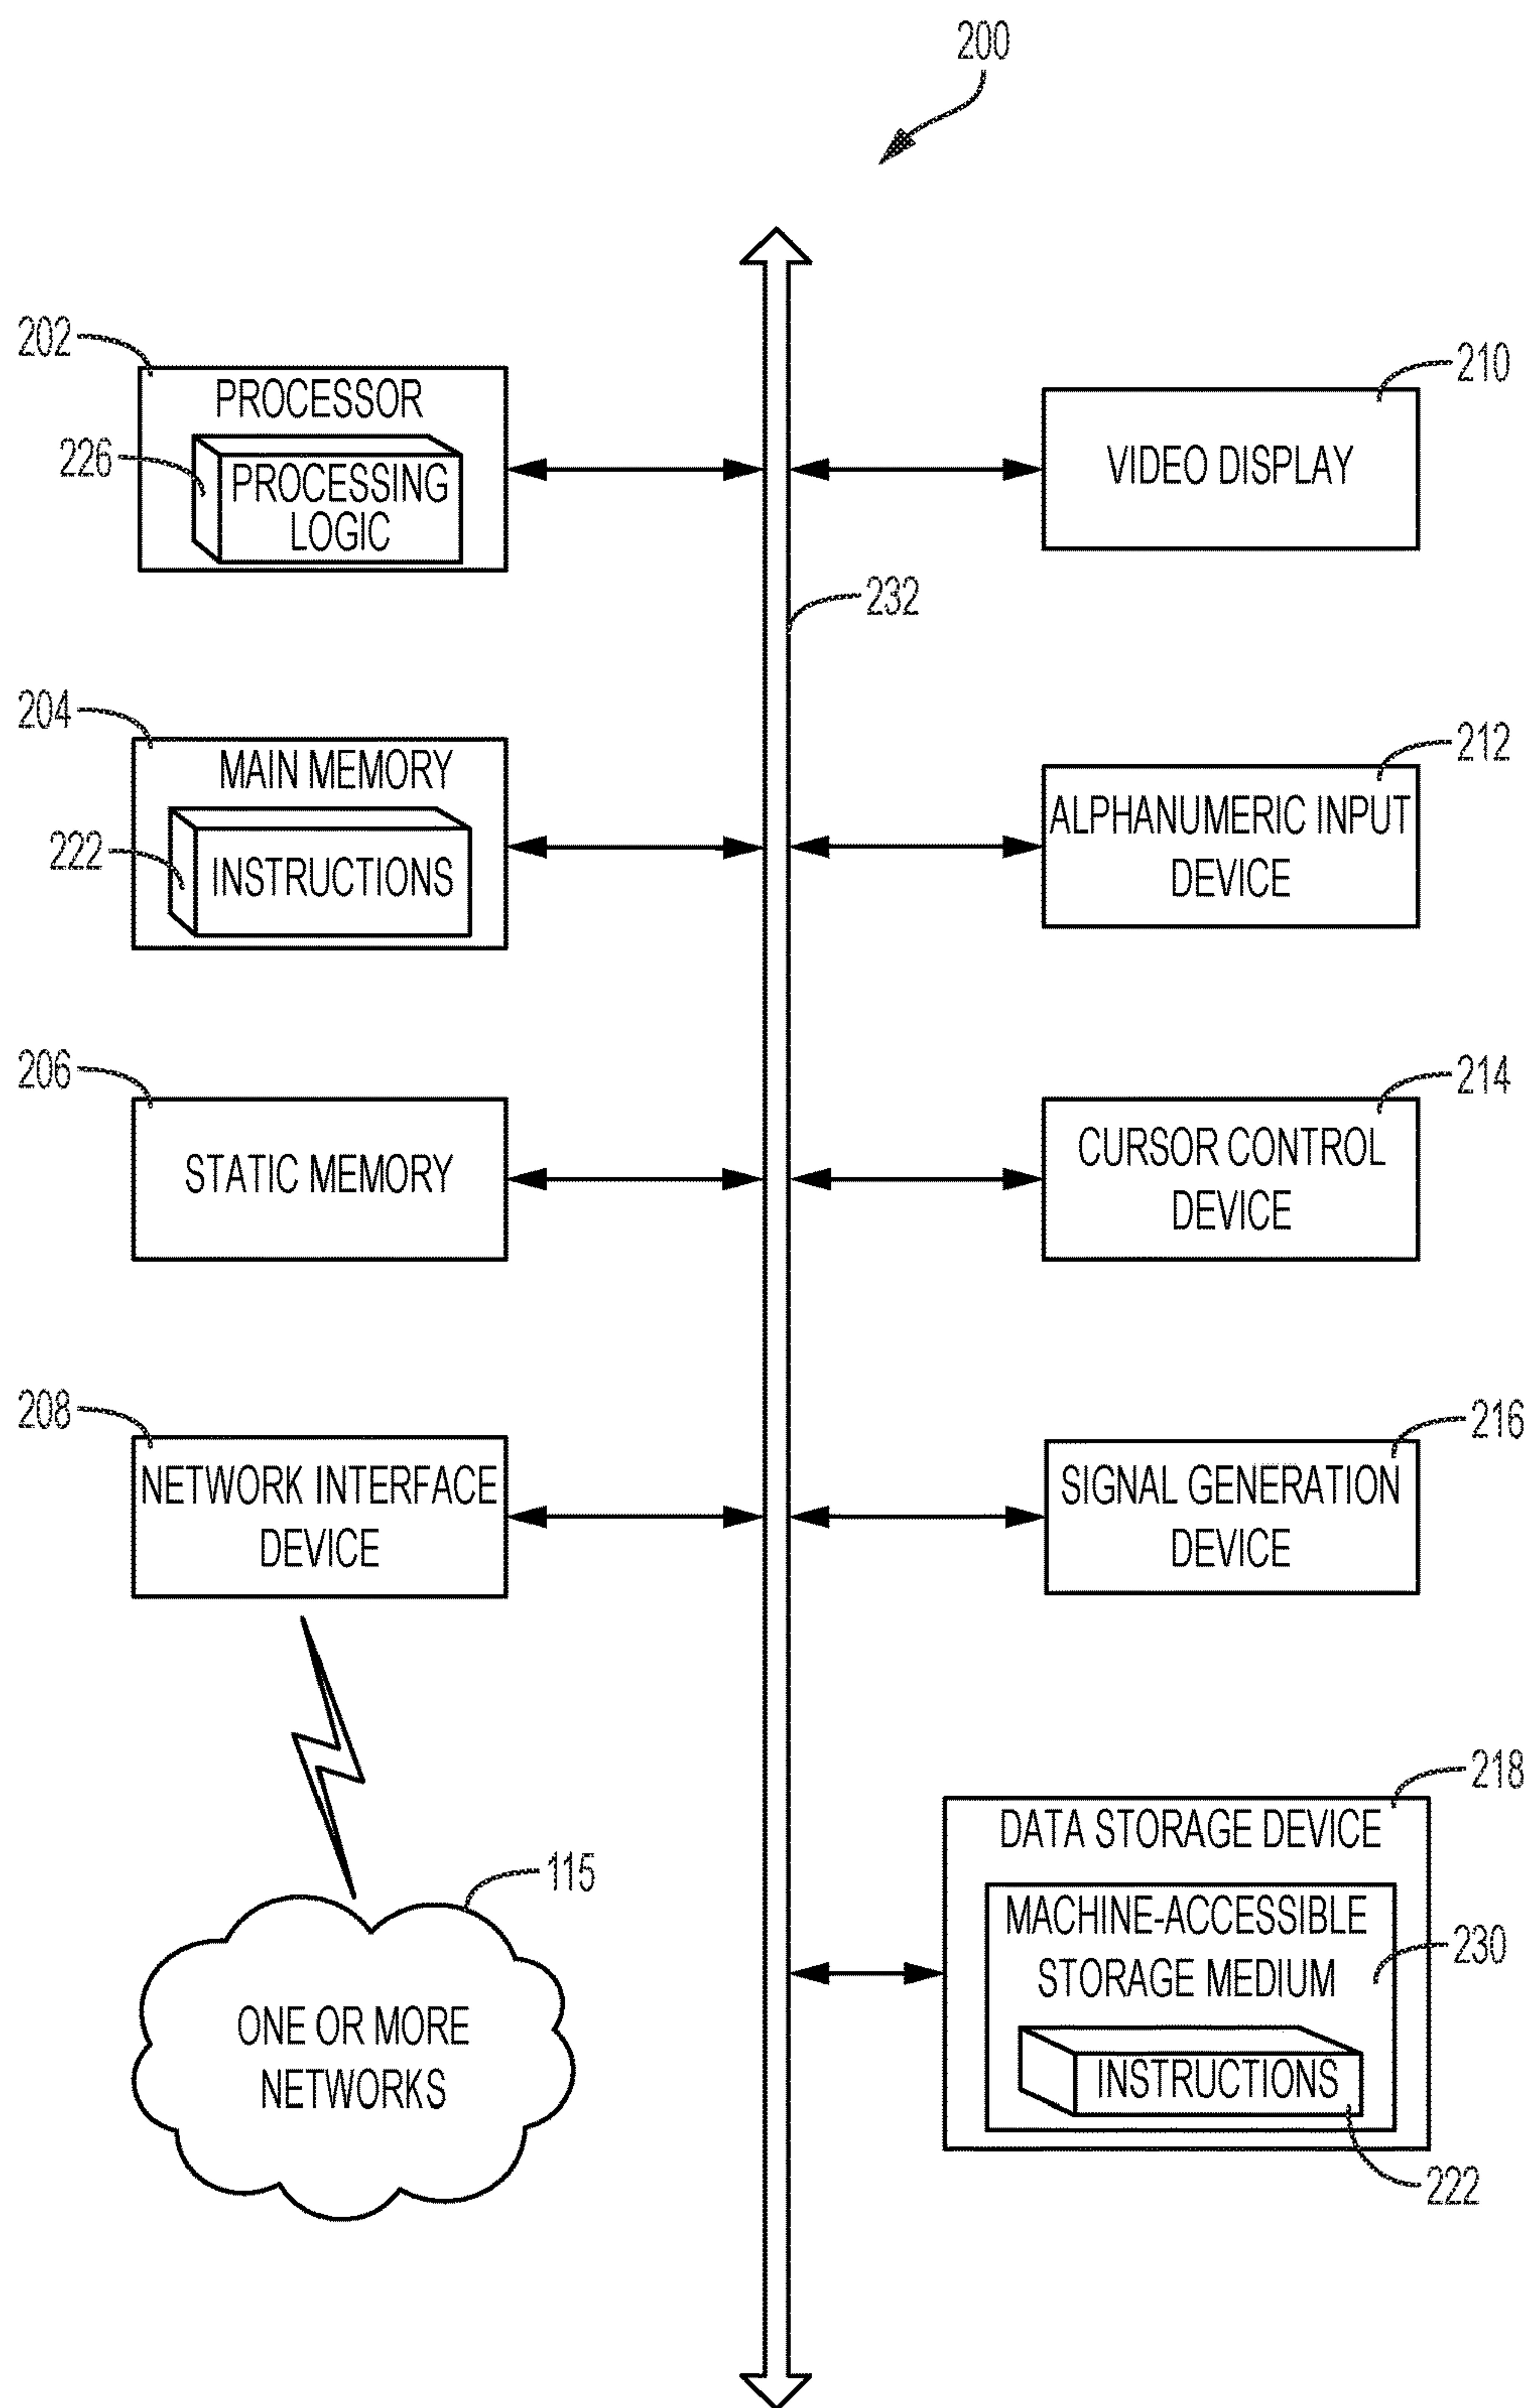 200
202
PROCESSOR
226
PROCESSING
LOGIC
210
VIDEO DISPLAY
232
204
MAIN MEMORY
222
INSTRUCTIONS
212
ALPHANUMERIC INPUT
DEVICE
206
STATIC MEMORY
214
CURSOR CONTROL
DEVICE
208
NETWORK INTERFACE
DEVICE
216
SIGNAL GENERATION
DEVICE
115
ONE OR MORE
NETWORKS
218
DATA STORAGE DEVICE
MACHINE-ACCESSIBLE
STORAGE MEDIUM
230
INSTRUCTIONS
222